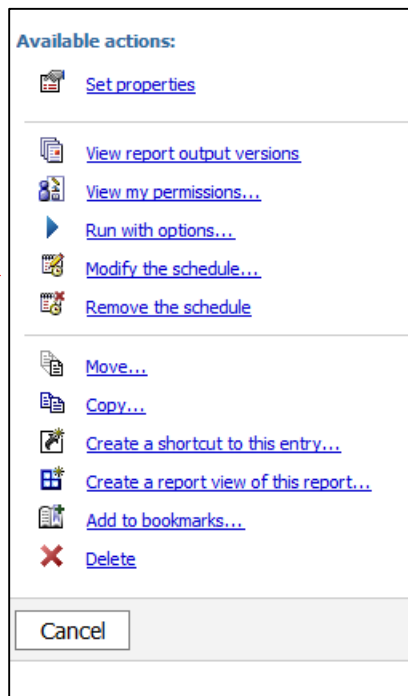 Available actions:
Set properties
View report output versions
View my permissions...
Run with options...
Modify the schedule...
Remove the schedule
Move...
Copy...
Create a shortcut to this entry...
Create a report view of this report...
Add to bookmarks...
Delete
Cancel